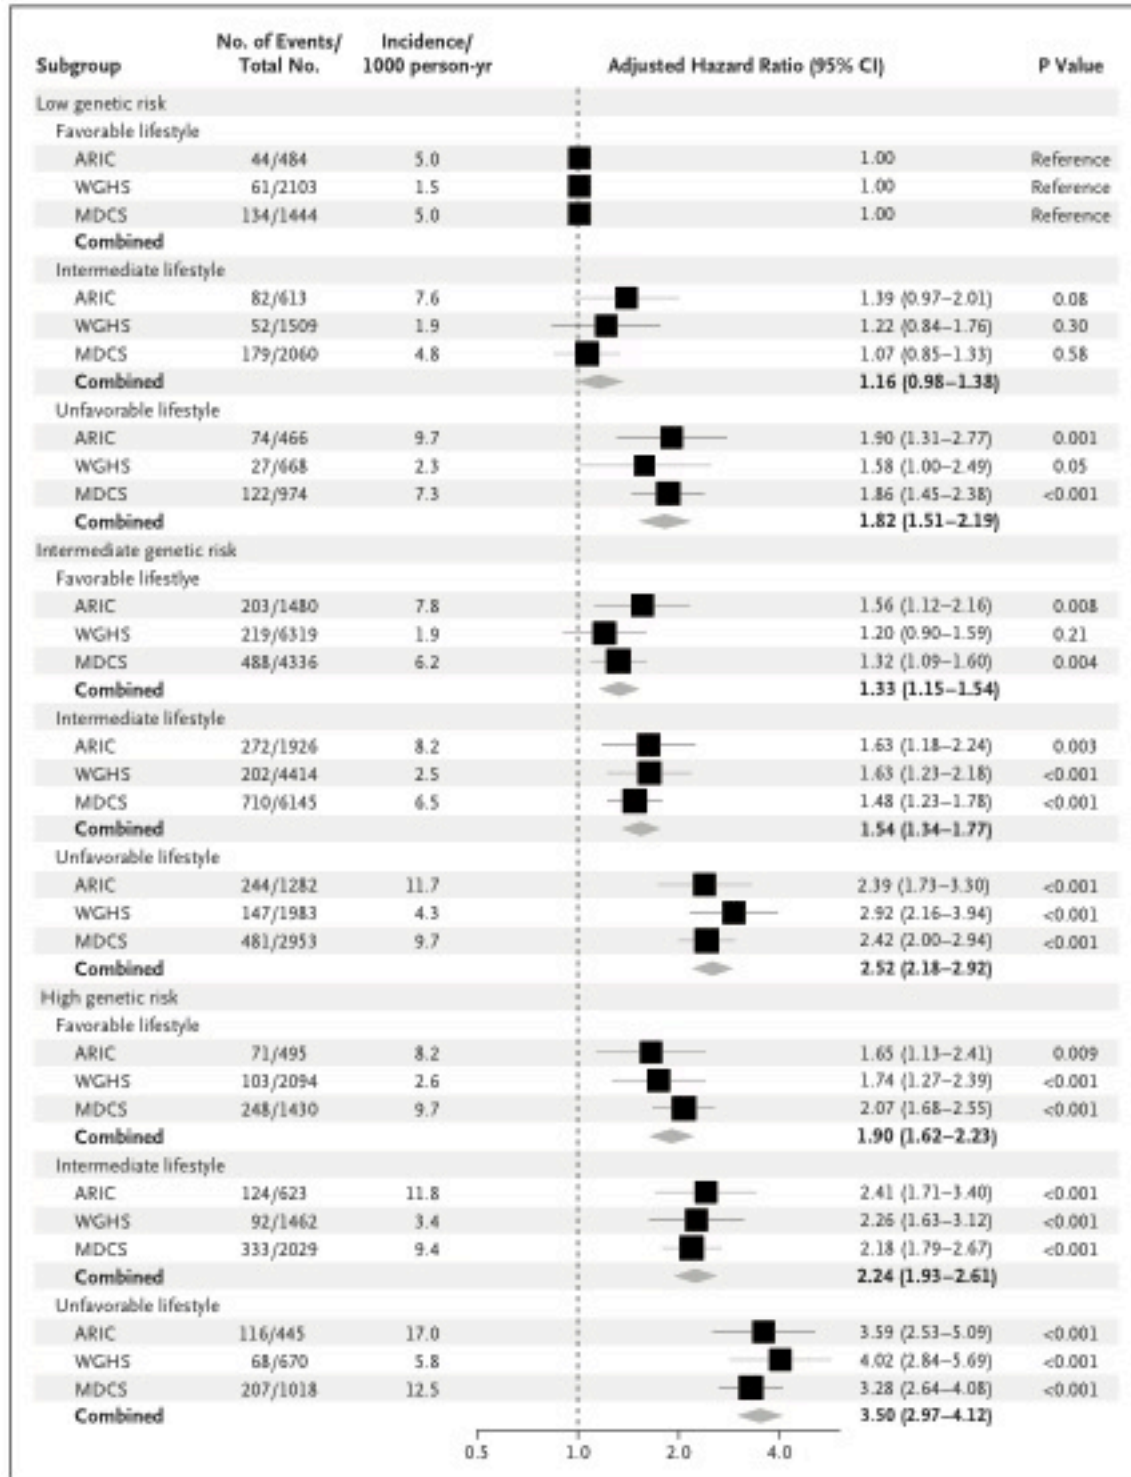 No. of Events/ Incidence/
Subgroup Total No. 1000 person-yr Adjusted Hazard Ratio (95% CI) P Value
Low genetic risk
Favorable lifestyle
ARIC 44/484 5.0 1.00 Reference
WGHS 61/2103 1.5 1.00 Reference
MDCS 134/1444 5.0 1.00 Reference
Combined
Intermediate lifestyle
ARIC 82/613 7.6 1.39 (0.97–2.01) 0.08
WGHS 52/1509 1.9 1.22 (0.84–1.76) 0.30
MDCS 179/2060 4.8 1.07 (0.85–1.33) 0.58
Combined 1.16 (0.98–1.38)
Unfavorable lifestyle
ARIC 74/466 9.7 1.90 (1.31–2.77) 0.001
WGHS 27/668 2.3 1.58 (1.00–2.49) 0.05
MDCS 122/974 7.3 1.86 (1.45–2.38) <0.001
Combined 1.82 (1.51–2.19)
Intermediate genetic risk
Favorable lifestlye
ARIC 203/1480 7.8 1.56 (1.12–2.16) 0.008
WGHS 219/6319 1.9 1.20 (0.90–1.59) 0.21
MDCS 488/4336 6.2 1.32 (1.09–1.60) 0.004
Combined 1.33 (1.15–1.54)
Intermediate lifestyle
ARIC 272/1926 8.2 1.63 (1.18–2.24) 0.003
WGHS 202/4414 2.5 1.63 (1.23–2.18) <0.001
MDCS 710/6145 6.5 1.48 (1.23–1.78) <0.001
Combined 1.54 (1.34–1.77)
Unfavorable lifestyle
ARIC 244/1282 11.7 2.39 (1.73–3.30) <0.001
WGHS 147/1983 4.3 2.92 (2.16–3.94) <0.001
MDCS 481/2953 9.7 2.42 (2.00–2.94) <0.001
Combined 2.52 (2.18–2.92)
High genetic risk
Favorable lifestyle
ARIC 71/495 8.2 1.65 (1.13–2.41) 0.009
WGHS 103/2094 2.6 1.74 (1.27–2.39) <0.001
MDCS 248/1430 9.7 2.07 (1.68–2.55) <0.001
Combined 1.90 (1.62–2.23)
Intermediate lifestyle
ARIC 124/623 11.8 2.41 (1.71–3.40) <0.001
WGHS 92/1462 3.4 2.26 (1.63–3.12) <0.001
MDCS 333/2029 9.4 2.18 (1.79–2.67) <0.001
Combined 2.24 (1.93–2.61)
Unfavorable lifestyle
ARIC 116/445 17.0 3.59 (2.53–5.09) <0.001
WGHS 68/670 5.8 4.02 (2.84–5.69) <0.001
MDCS 207/1018 12.5 3.28 (2.64–4.08) <0.001
Combined 3.50 (2.97–4.12)
0.5 1.0 2.0 4.0